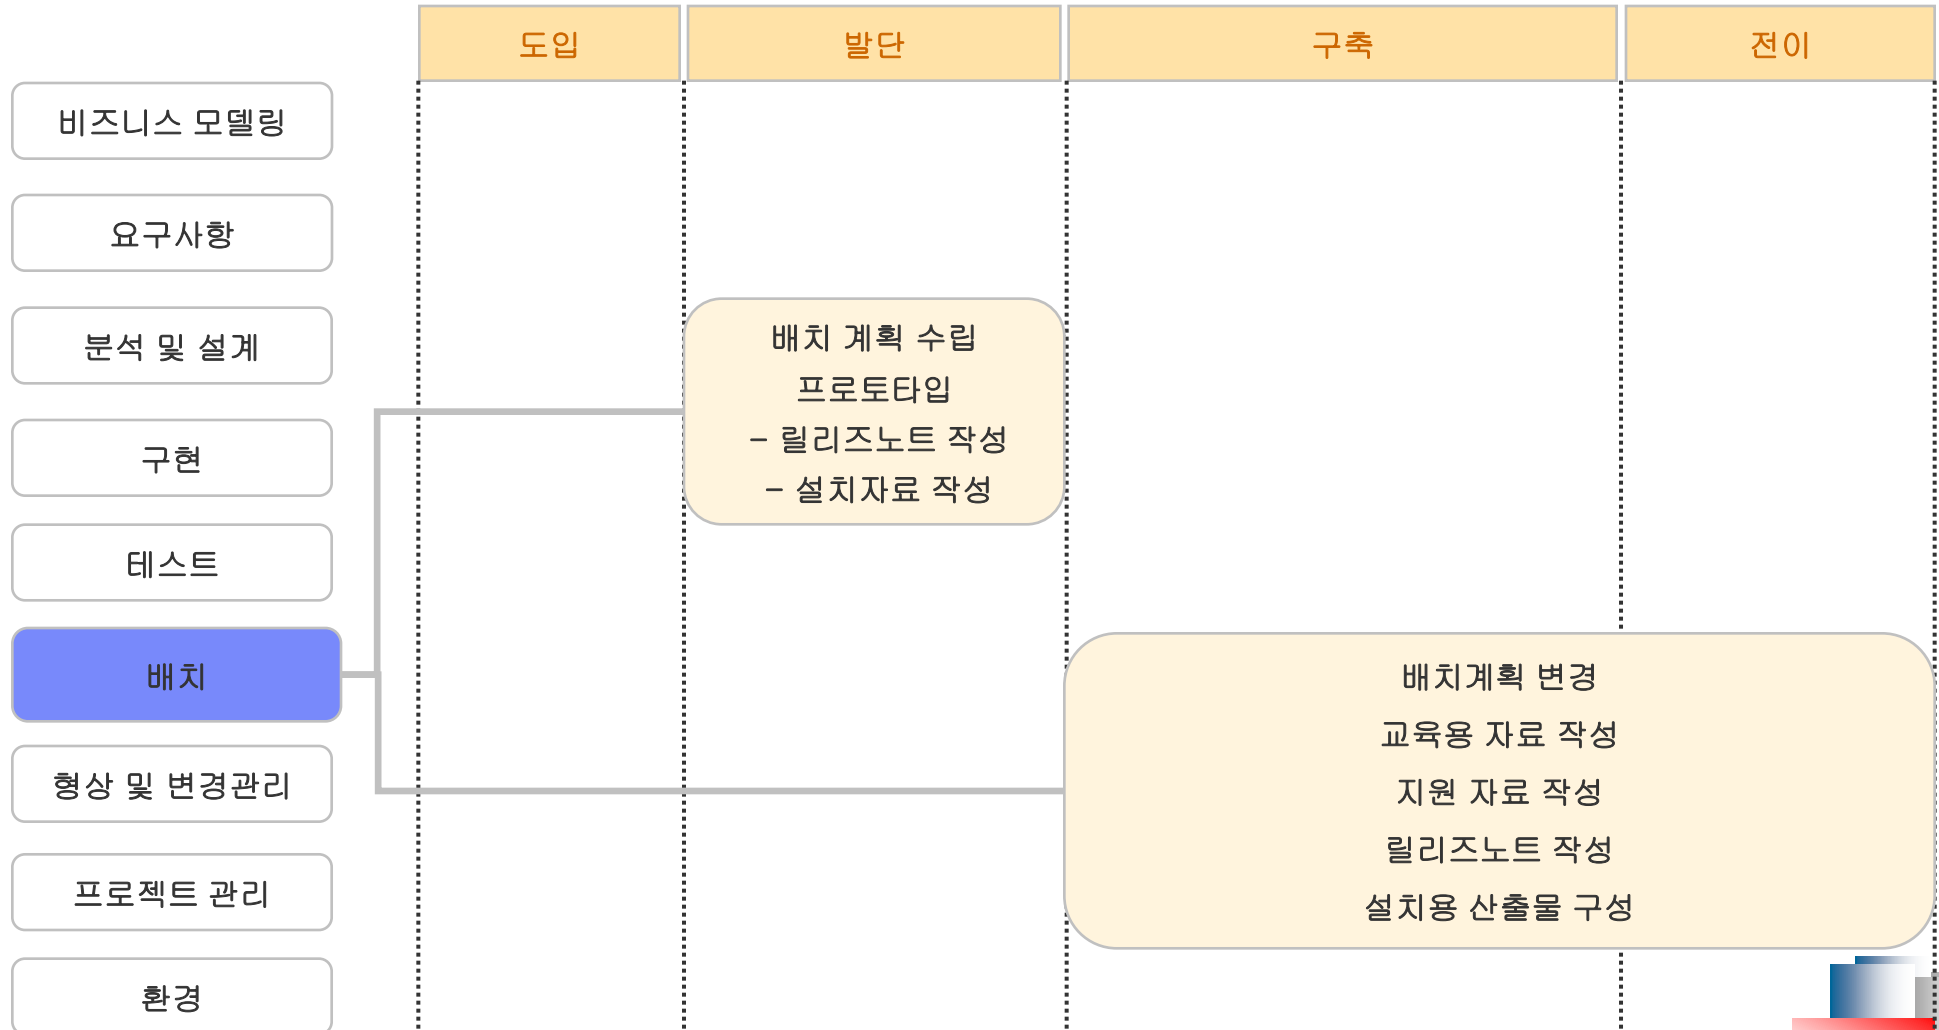 도입
발단
구축
전이
비즈니스 모델링
요구사항
분석 및 설계
구현
테스트
배치
형상 및 변경관리
프로젝트 관리
환경
배치 계획 수립
프로토타입
– 릴리즈노트 작성
– 설치자료 작성
배치계획 변경
교육용 자료 작성
지원 자료 작성
릴리즈노트 작성
설치용 산출물 구성